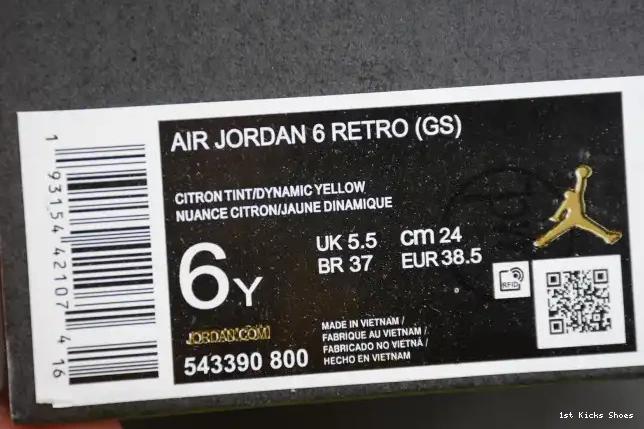 AIR JORDAN 6 RETRO (GS)
CITRON TINT/DYNAMIC YELLOW
NUANCE CITRON/JAUNE DINAMIQUE
6Y
UK 5.5 cm 24
BR 37 EUR 38.5
RFID
JORDAN.COM
543390 800
MADE IN VIETNAM /
FABRIQUE AU VIETNAM /
FABRICADO NO VIETNÃ /
HECHO EN VIETNAM
1 93154 42107 4 16
1st Kicks Shoes